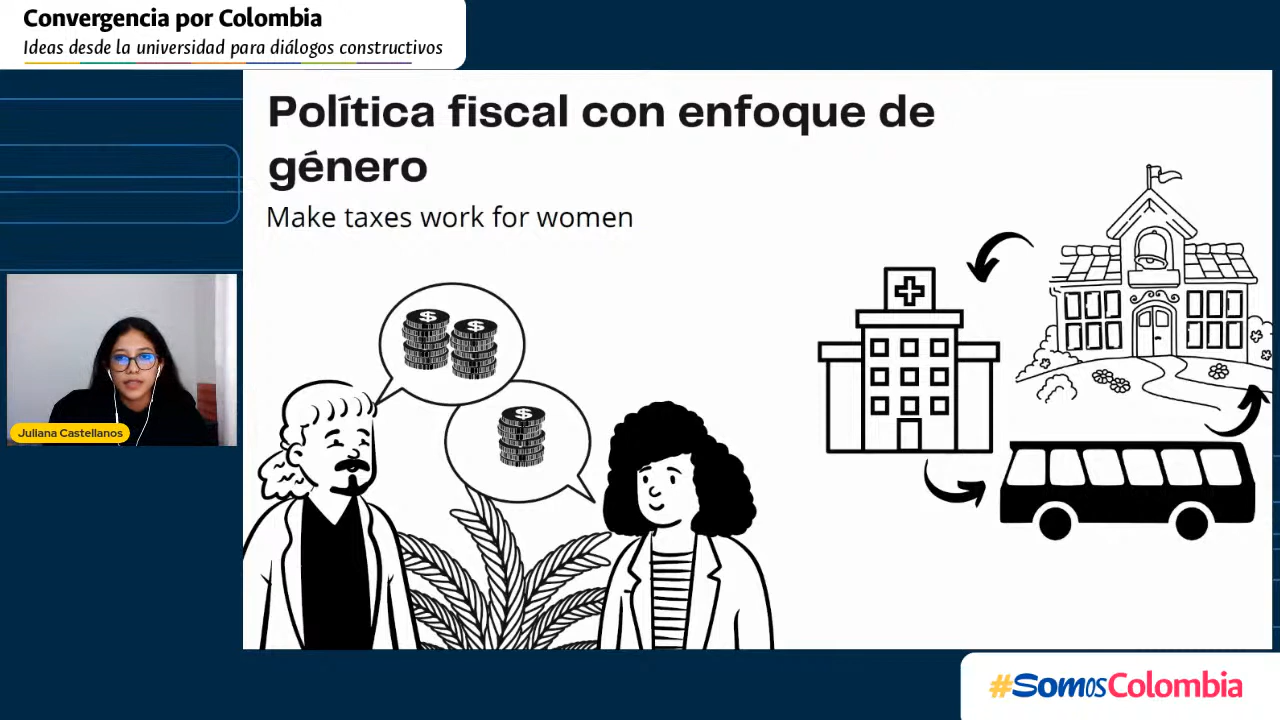 Convergencia por Colombia
Ideas desde la universidad para diálogos constructivos
Política fiscal con enfoque de
género
Make taxes work for women
$
$
$
Juliana Castellanos
#SomosColombia